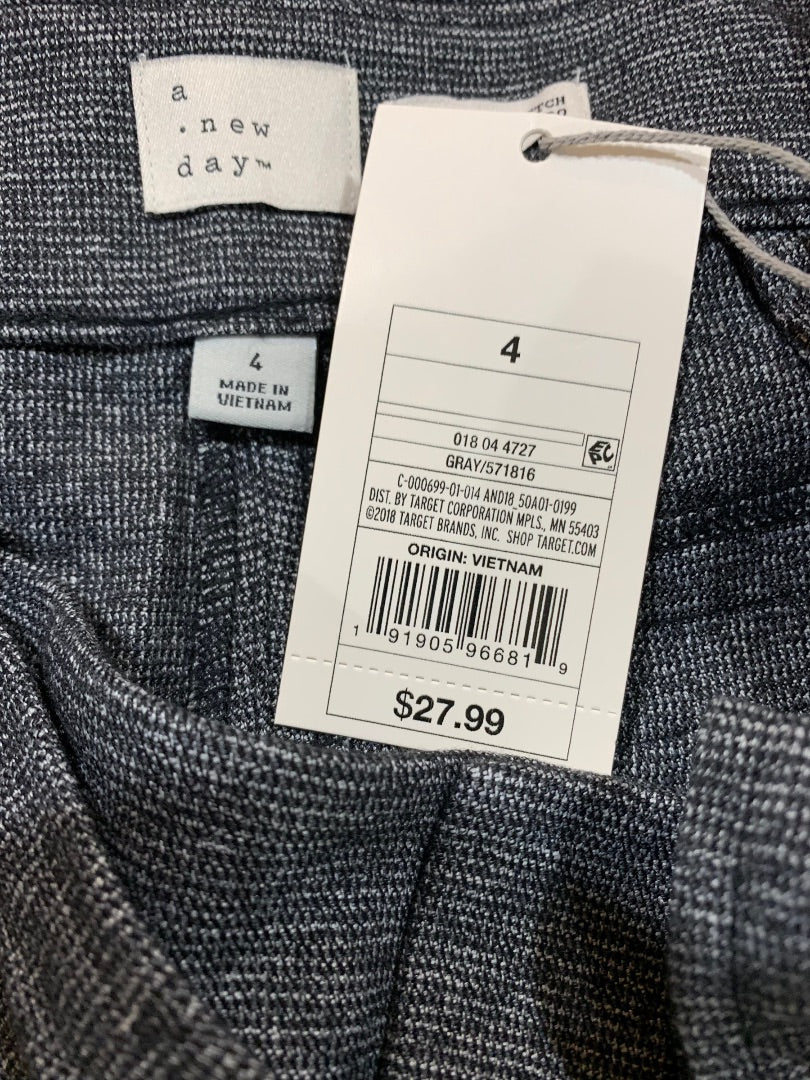 a
.new
day™
TCH
4
MADE IN
VIETNAM
4
018 04 4727
GRAY/571816
C-000699-01-014 AND18_50A01-0199
DIST. BY TARGET CORPORATION MPLS., MN 55403
©2018 TARGET BRANDS, INC. SHOP TARGET.COM
ORIGIN: VIETNAM
1 91905 96681 9
$27.99